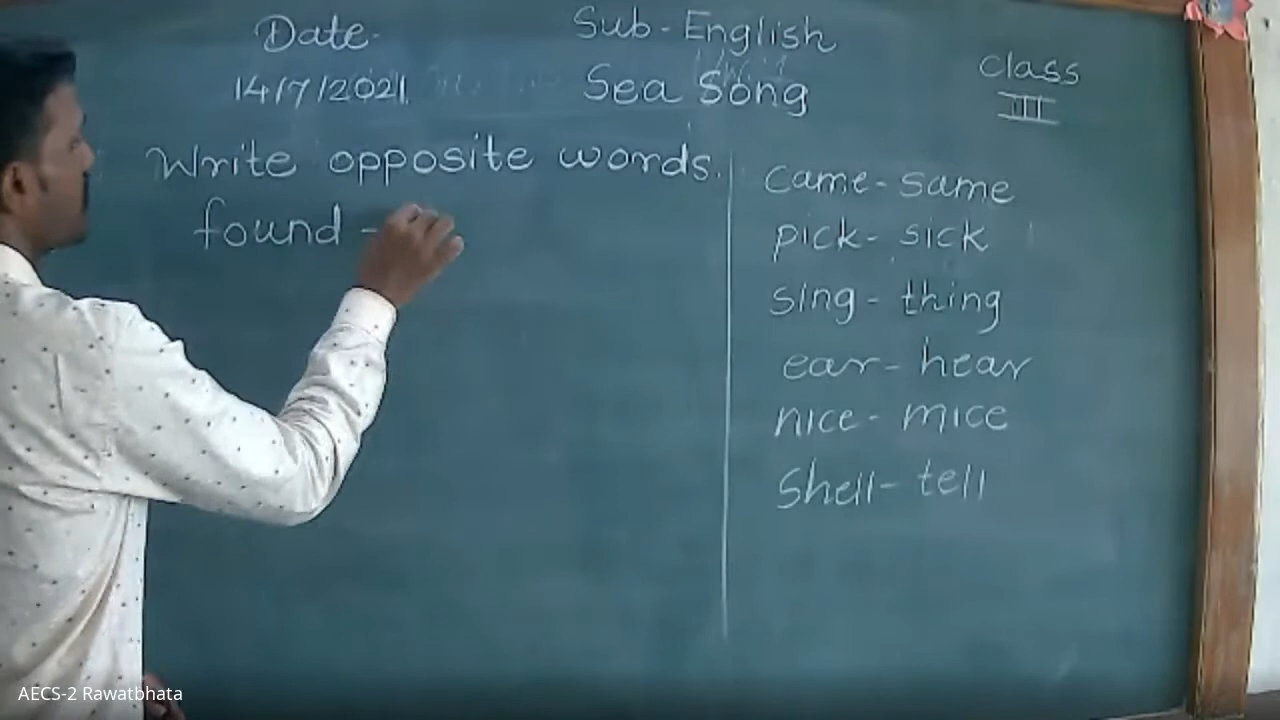 Date-
14/7/2021
Sub-English
Sea Song
Class
III
Write opposite words.
found -
came - same
pick - sick
sing - thing
ear - hear
nice - mice
Shell - tell
AECS-2 Rawatbhata